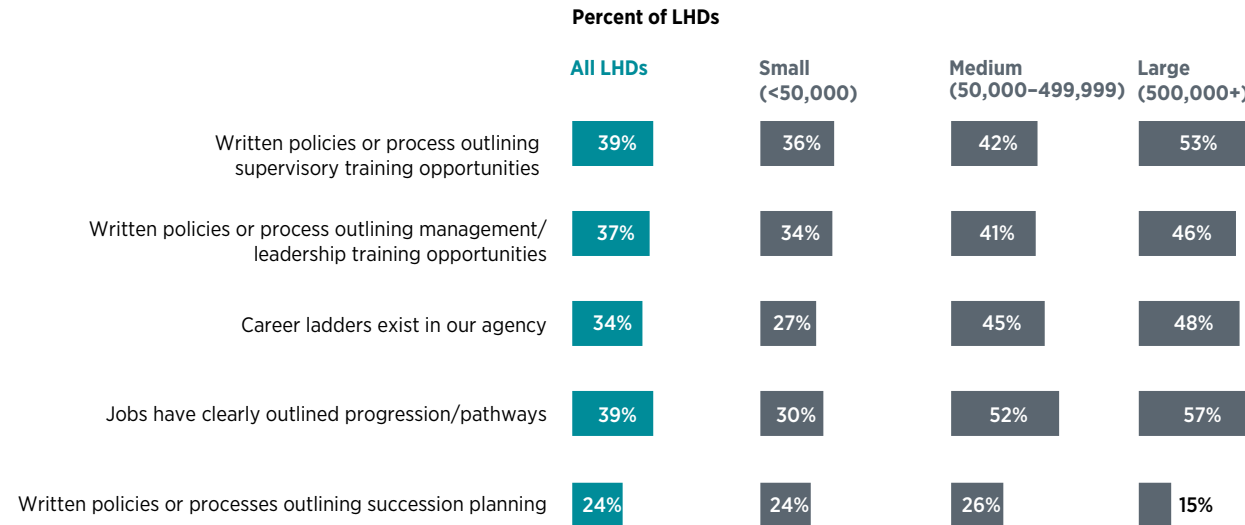 Percent of LHDs
All LHDs Small Medium Large
(<50,000) (50,000–499,999) (500,000+)
Written policies or process outlining
supervisory training opportunities
39% 36% 42% 53%
Written policies or process outlining management/
leadership training opportunities
37% 34% 41% 46%
Career ladders exist in our agency 34% 27% 45% 48%
Jobs have clearly outlined progression/pathways 39% 30% 52% 57%
Written policies or processes outlining succession planning 24% 24% 26% 15%